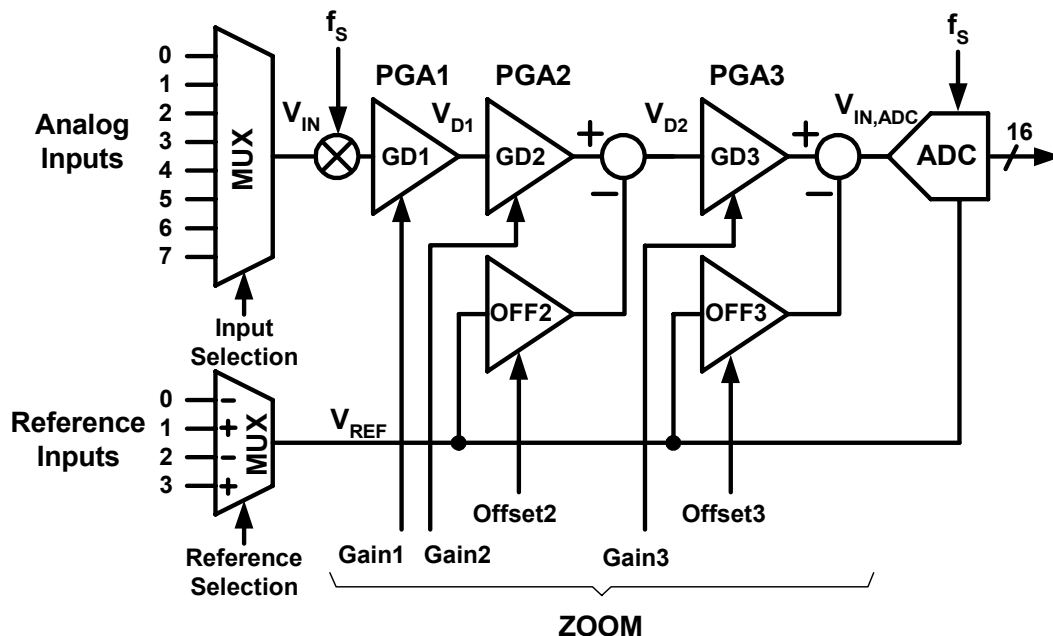 f_S
f_S
PGA1
PGA2
PGA3
Analog
Inputs
0
1
2
3
4
5
6
7
MUX
V_IN
GD1
V_D1
GD2
+
−
V_D2
GD3
+
−
V_IN,ADC
ADC
16
OFF2
OFF3
Input
Selection
Reference
Inputs
0 −
1 +
2 −
3 +
MUX
V_REF
Offset2
Offset3
Reference
Selection
Gain1
Gain2
Gain3
ZOOM